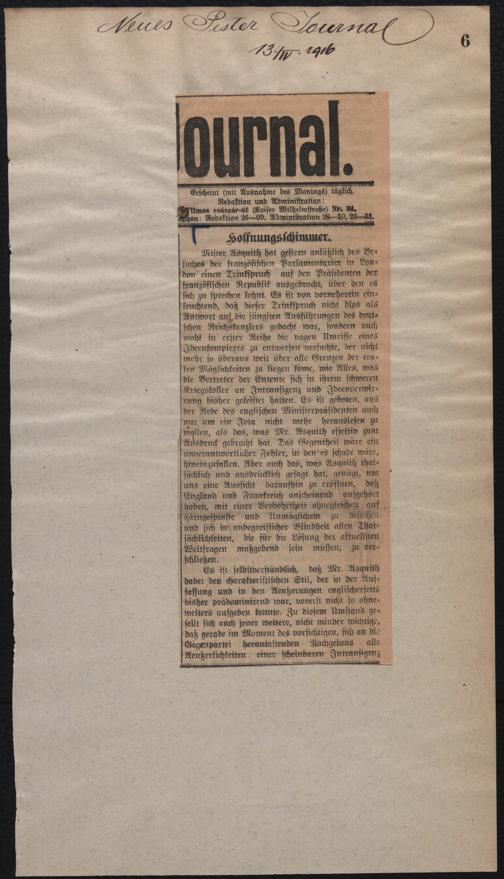 Neues Pester Journal
13/IV. 1916
6
ournal.
Erscheint (mit Ausnahme des Montags) täglich.
Redaktion und Administration:
Vilmos császár-út (Kaiser Wilhelmstraße) Nr. 34.
Redaktion 26—09. Administration 26—10, 23—31.
Hoffnungsschimmer.
Mister Asquith hat gestern anläßlich des Be-
suches der französischen Parlamentarier in Lon-
don einen Trinkspruch auf den Präsidenten der
französischen Republik ausgebracht, über den es
sich zu sprechen lohnt. Es ist von vorneherein ein-
leuchtend, daß dieser Trinkspruch nicht blos als
Antwort auf die jüngsten Ausführungen des deut-
schen Reichskanzlers gedacht war, sondern auch
wohl in erster Reihe die vagen Umrisse eines
Ideenkomplexes zu entwerfen versuchte, der nicht
mehr so überaus weit über alle Grenzen der rea-
len Möglichkeiten zu liegen käme, wie Alles, was
die Vertreter der Entente sich in ihrem schweren
Kriegskoller an Intransigenz und Ideenverwir-
rung bisher geleistet hatten. Es ist geboten, aus
der Rede des englischen Ministerpräsidenten auch
nur um ein Jota nicht mehr herauslesen zu
wollen, als das, was Mr. Asquith effektiv zum
Ausdruck gebracht hat. Das Gegentheil wäre ein
unverantwortlicher Fehler, in den es schade wäre,
hineinzufallen. Aber auch das, was Asquith that-
sächlich und ausdrücklich gesagt hat, genügt, um
uns eine Aussicht daraufhin zu eröffnen, daß
England und Frankreich anscheinend aufgehört
haben, mit einer Verbohrtheit ohnegleichen auf
Hirngespinste und Unmöglichem zu
und sich in unbegreiflicher Blindheit allen That-
sächlichkeiten, die für die Lösung der aktuellsten
Weltfragen maßgebend sein müssen, zu ver-
schließen.
Es ist selbstverständlich, daß Mr. Asquith
dabei den charakteristischen Stil, der in der Auf-
fassung und in den Aeußerungen englischerseits
bisher prädominirend war, vorerst nicht so ohne-
weiters aufgeben konnte. Zu diesem Umstand ge-
sellt sich auch jener weitere, nicht minder wichtige,
daß gerade im Moment des vorsichtigen, sich an die
Gegenpartei herantastenden Nachgebens alle
Aeußerlichkeiten einer scheinbaren Intransigenz